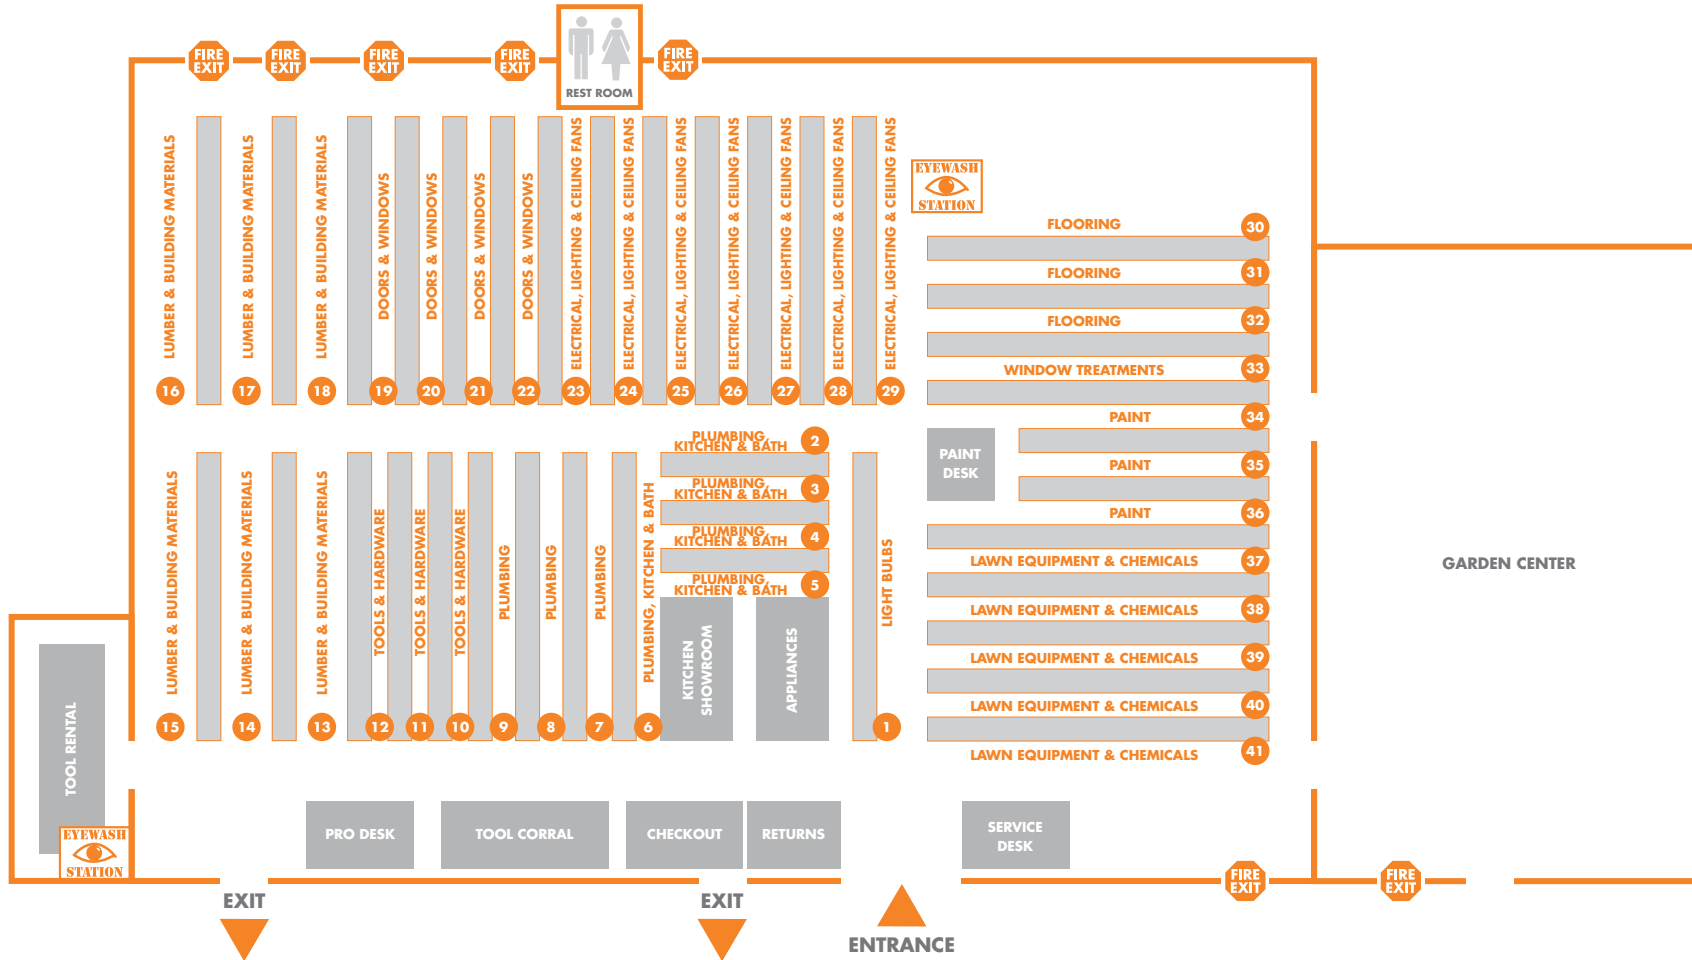 FIRE
EXIT
FIRE
EXIT
FIRE
EXIT
FIRE
EXIT
REST ROOM
FIRE
EXIT
LUMBER & BUILDING MATERIALS
16
LUMBER & BUILDING MATERIALS
17
LUMBER & BUILDING MATERIALS
18
DOORS & WINDOWS
19
DOORS & WINDOWS
20
DOORS & WINDOWS
21
DOORS & WINDOWS
22
ELECTRICAL, LIGHTING & CEILING FANS
23
ELECTRICAL, LIGHTING & CEILING FANS
24
ELECTRICAL, LIGHTING & CEILING FANS
25
ELECTRICAL, LIGHTING & CEILING FANS
26
ELECTRICAL, LIGHTING & CEILING FANS
27
ELECTRICAL, LIGHTING & CEILING FANS
28
ELECTRICAL, LIGHTING & CEILING FANS
29
EYEWASH
STATION
FLOORING
30
FLOORING
31
FLOORING
32
WINDOW TREATMENTS
33
PAINT
34
PAINT
DESK
PAINT
35
PAINT
36
LAWN EQUIPMENT & CHEMICALS
37
LAWN EQUIPMENT & CHEMICALS
38
LAWN EQUIPMENT & CHEMICALS
39
LAWN EQUIPMENT & CHEMICALS
40
LAWN EQUIPMENT & CHEMICALS
41
GARDEN CENTER
LUMBER & BUILDING MATERIALS
15
LUMBER & BUILDING MATERIALS
14
LUMBER & BUILDING MATERIALS
13
TOOLS & HARDWARE
12
TOOLS & HARDWARE
11
TOOLS & HARDWARE
10
PLUMBING
9
PLUMBING
8
PLUMBING
7
PLUMBING, KITCHEN & BATH
6
PLUMBING,
KITCHEN & BATH
2
PLUMBING,
KITCHEN & BATH
3
PLUMBING,
KITCHEN & BATH
4
PLUMBING,
KITCHEN & BATH
5
KITCHEN
SHOWROOM
APPLIANCES
LIGHT BULBS
1
TOOL RENTAL
EYEWASH
STATION
PRO DESK
TOOL CORRAL
CHECKOUT
RETURNS
SERVICE
DESK
FIRE
EXIT
FIRE
EXIT
EXIT
EXIT
ENTRANCE